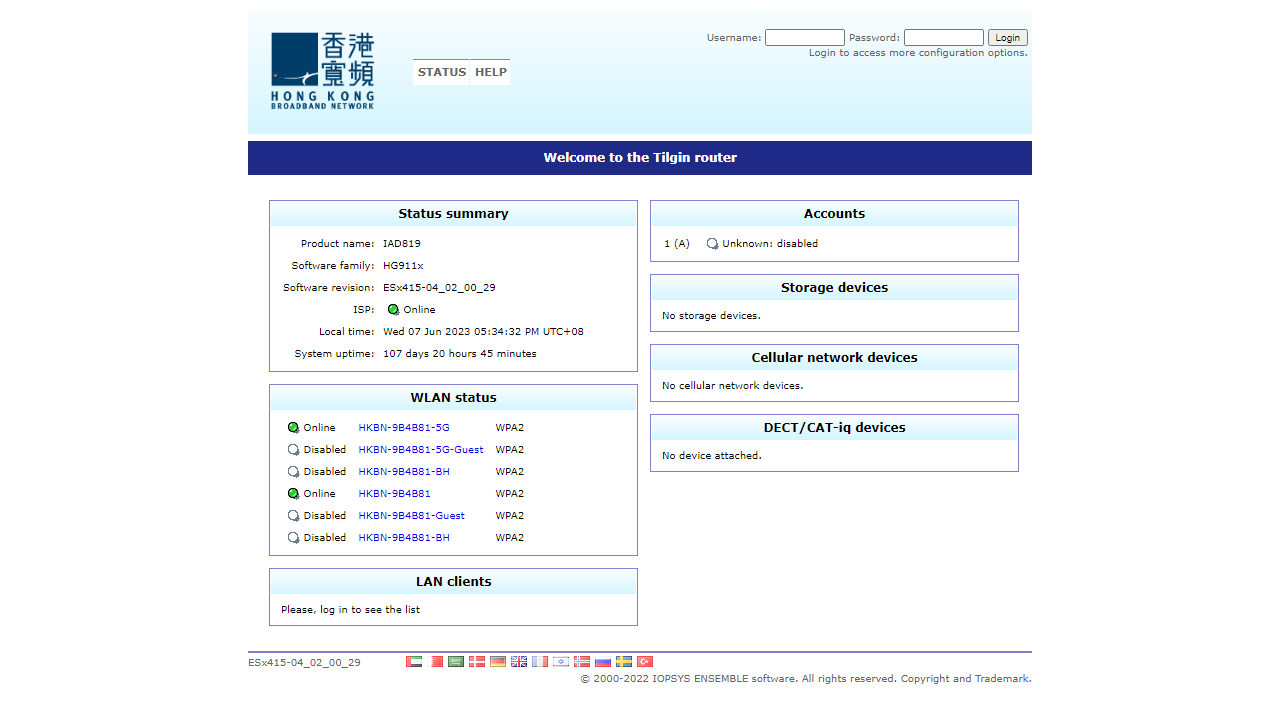 香港
寬頻
HONG KONG
BROADBAND NETWORK
STATUS HELP
Username: Password: Login
Login to access more configuration options.
Welcome to the Tilgin router
Status summary
Product name: IAD819
Software family: HG911x
Software revision: ESx415-04_02_00_29
ISP: Online
Local time: Wed 07 Jun 2023 05:34:32 PM UTC+08
System uptime: 107 days 20 hours 45 minutes
WLAN status
Online HKBN-9B4B81-5G WPA2
Disabled HKBN-9B4B81-5G-Guest WPA2
Disabled HKBN-9B4B81-BH WPA2
Online HKBN-9B4B81 WPA2
Disabled HKBN-9B4B81-Guest WPA2
Disabled HKBN-9B4B81-BH WPA2
LAN clients
Please, log in to see the list
Accounts
1 (A) Unknown: disabled
Storage devices
No storage devices.
Cellular network devices
No cellular network devices.
DECT/CAT-iq devices
No device attached.
ESx415-04_02_00_29
© 2000-2022 IOPSYS ENSEMBLE software. All rights reserved. Copyright and Trademark.